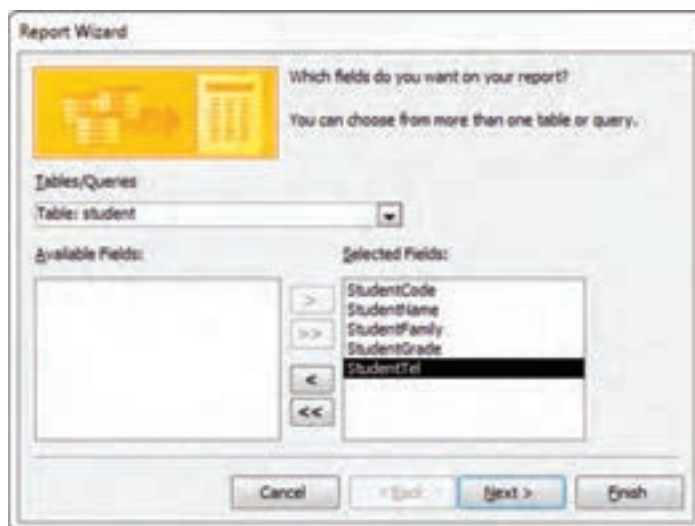 Report Wizard
Which fields do you want on your report?
You can choose from more than one table or query.
Tables/Queries
Table: student
Available Fields:
Selected Fields:
>
>>
<
<<
StudentCode
StudentName
StudentFamily
StudentGrade
StudentTel
Cancel
< Back
Next >
Finish